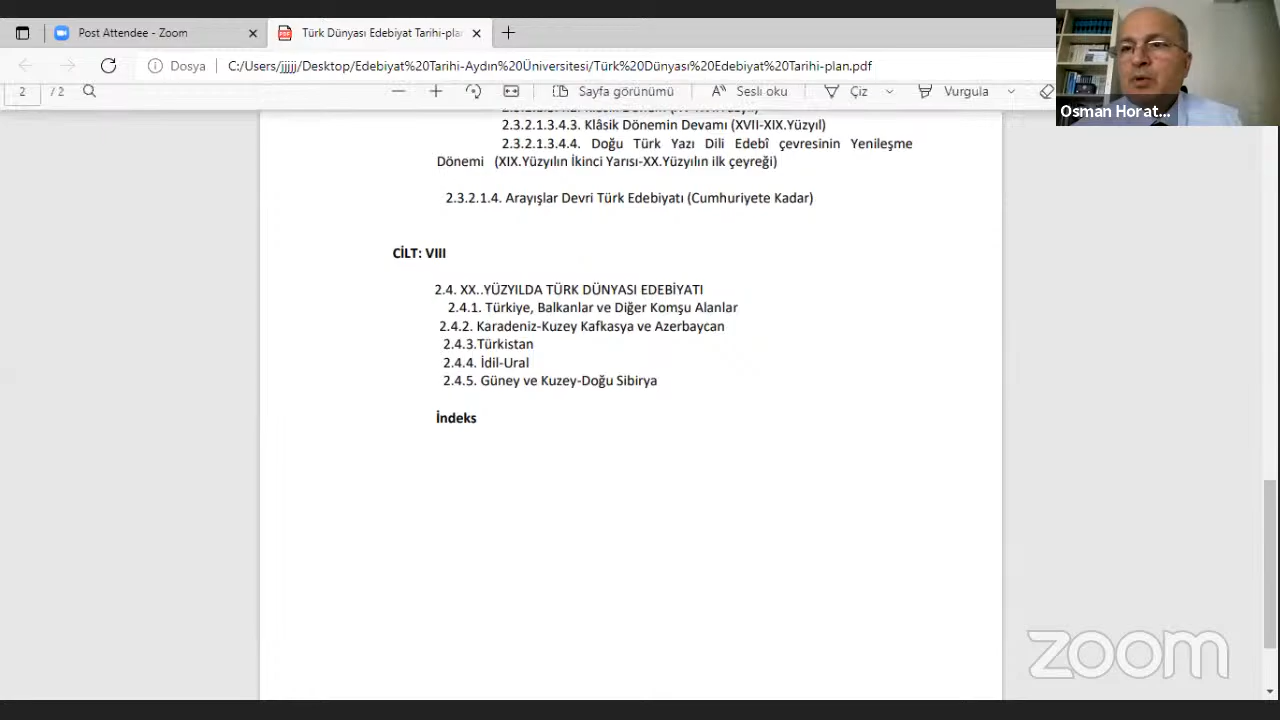 Post Attendee - Zoom
Türk Dünyası Edebiyat Tarihi-pla
Dosya
C:/Users/jjjjj/Desktop/Edebiyat%20Tarihi-Aydın%20Üniversitesi/Türk%20Dünyası%20Edebiyat%20Tarihi-plan.pdf
2 / 2
Sayfa görünümü
A Sesli oku
Çiz
Vurgula
Osman Horat...
2.3.2.1.3.4.3. Klâsik Dönemin Devamı (XVII-XIX.Yüzyıl)
2.3.2.1.3.4.4. Doğu Türk Yazı Dili Edebî çevresinin Yenileşme
Dönemi (XIX.Yüzyılın İkinci Yarısı-XX.Yüzyılın ilk çeyreği)
2.3.2.1.4. Arayışlar Devri Türk Edebiyatı (Cumhuriyete Kadar)
CİLT: VIII
2.4. XX..YÜZYILDA TÜRK DÜNYASI EDEBİYATI
2.4.1. Türkiye, Balkanlar ve Diğer Komşu Alanlar
2.4.2. Karadeniz-Kuzey Kafkasya ve Azerbaycan
2.4.3.Türkistan
2.4.4. İdil-Ural
2.4.5. Güney ve Kuzey-Doğu Sibirya
İndeks
zoom